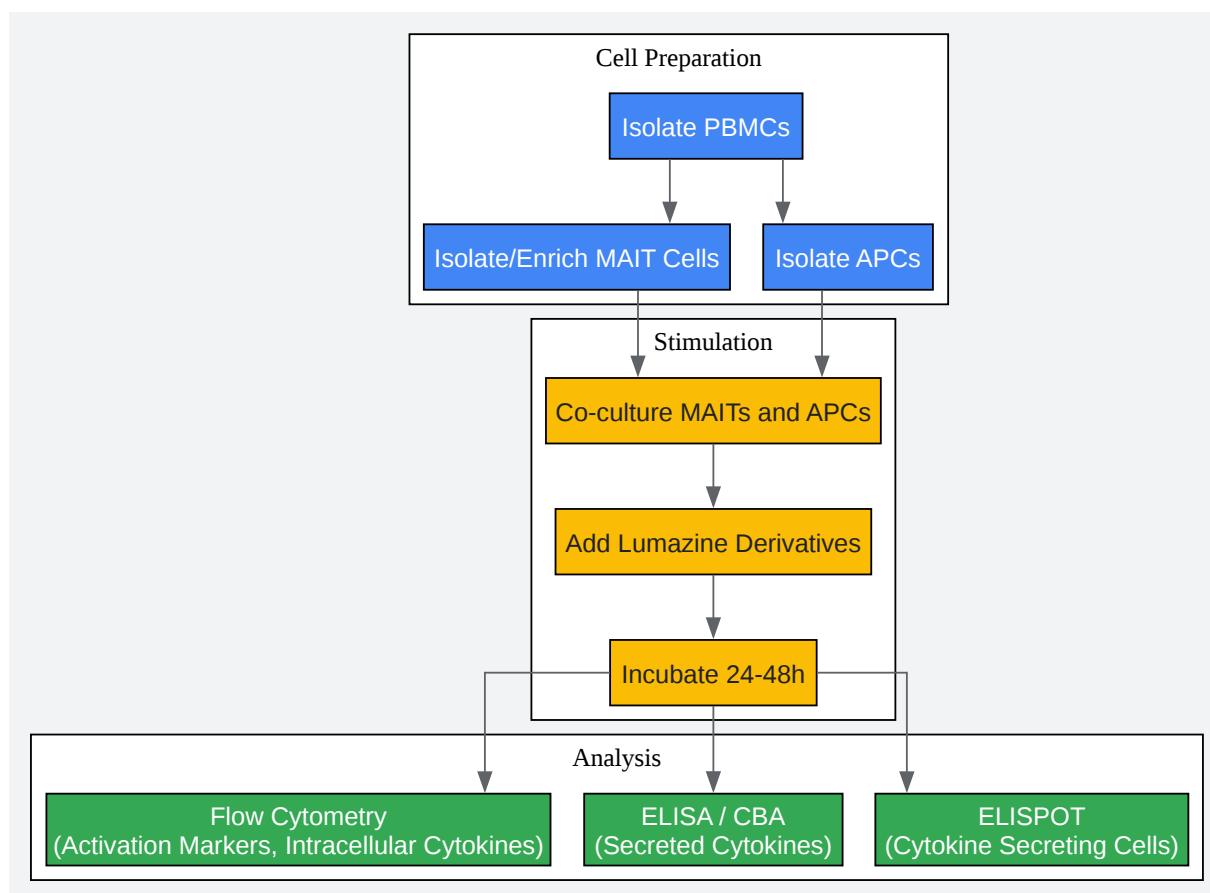 Cell Preparation
Isolate PBMCs
Isolate/Enrich MAIT Cells
Isolate APCs
Stimulation
Co-culture MAITs and APCs
Add Lumazine Derivatives
Incubate 24-48h
Analysis
Flow Cytometry
(Activation Markers, Intracellular Cytokines)
ELISA / CBA
(Secreted Cytokines)
ELISPOT
(Cytokine Secreting Cells)